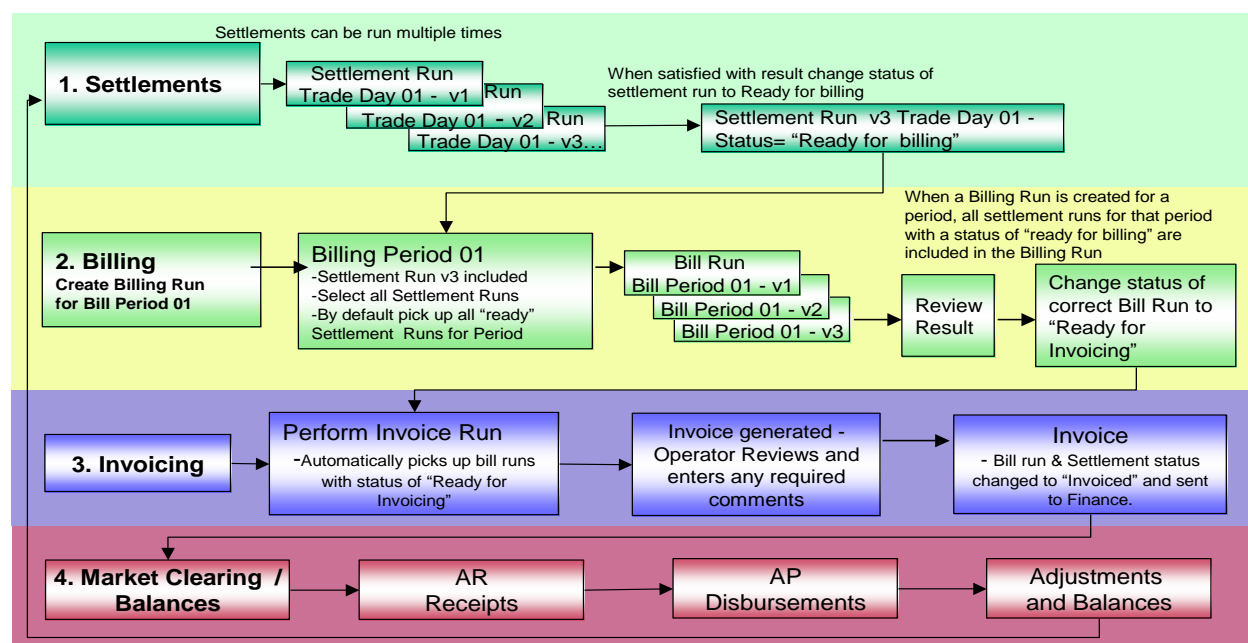 Settlements can be run multiple times
1. Settlements
Settlement Run
Trade Day 01 - v1
Run
Trade Day 01 - v2
Run
Trade Day 01 - v3…
When satisfied with result change status of
settlement run to Ready for billing
Settlement Run v3 Trade Day 01 -
Status= “Ready for billing”
When a Billing Run is created for a
period, all settlement runs for that period
with a status of “ready for billing” are
included in the Billing Run
2. Billing
Create Billing Run
for Bill Period 01
Billing Period 01
-Settlement Run v3 included
-Select all Settlement Runs
-By default pick up all “ready”
Settlement Runs for Period
Bill Run
Bill Period 01 - v1
Bill Period 01 - v2
Bill Period 01 - v3
Review
Result
Change status of
correct Bill Run to
“Ready for
Invoicing”
3. Invoicing
Perform Invoice Run
-Automatically picks up bill runs
with status of “Ready for
Invoicing”
Invoice generated -
Operator Reviews and
enters any required
comments
Invoice
- Bill run & Settlement status
changed to “Invoiced” and sent
to Finance.
4. Market Clearing /
Balances
AR
Receipts
AP
Disbursements
Adjustments
and Balances